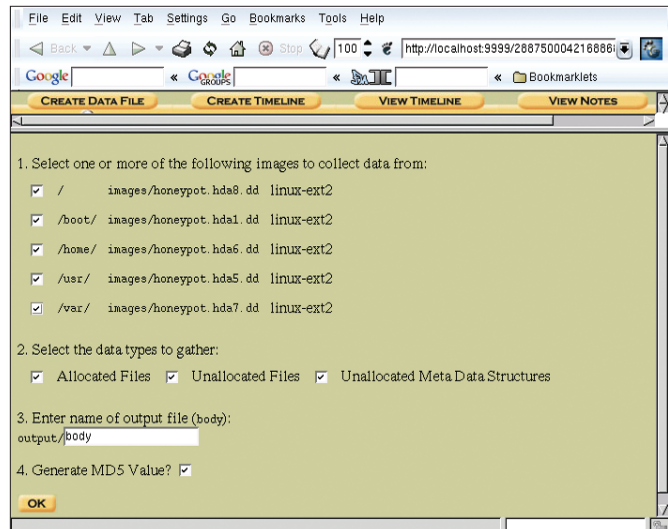 File Edit View Tab Settings Go Bookmarks Tools Help
Back Stop 100 http://localhost:9999/288750004216886
Google « Google GROUPS « « Bookmarklets
CREATE DATA FILE CREATE TIMELINE VIEW TIMELINE VIEW NOTES
1. Select one or more of the following images to collect data from:
/ images/honeypot.hda8.dd linux-ext2
/boot/ images/honeypot.hda1.dd linux-ext2
/home/ images/honeypot.hda6.dd linux-ext2
/usr/ images/honeypot.hda5.dd linux-ext2
/var/ images/honeypot.hda7.dd linux-ext2
2. Select the data types to gather:
Allocated Files Unallocated Files Unallocated Meta Data Structures
3. Enter name of output file (body):
output/body
4. Generate MD5 Value?
OK